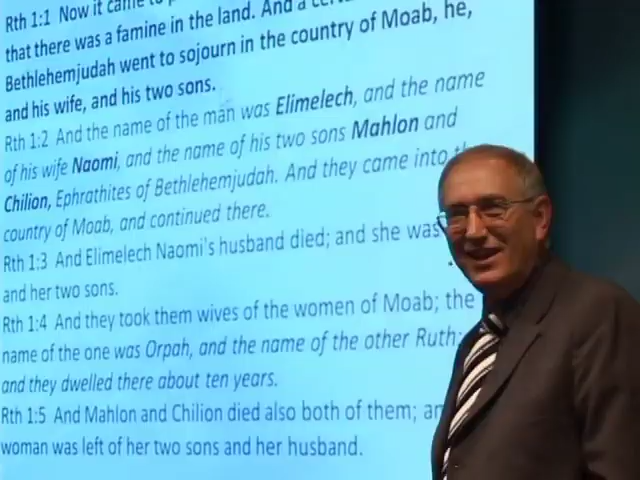 Rth 1:1 Now it came to
that there was a famine in the land. And a
Bethlehemjudah went to sojourn in the country of Moab, he,
and his wife, and his two sons.
Rth 1:2 And the name of the man was Elimelech, and the name
of his wife Naomi, and the name of his two sons Mahlon and
Chilion, Ephrathites of Bethlehemjudah. And they came into
country of Moab, and continued there.
Rth 1:3 And Elimelech Naomi's husband died; and she was
and her two sons.
Rth 1:4 And they took them wives of the women of Moab; the
name of the one was Orpah, and the name of the other Ruth:
and they dwelled there about ten years.
Rth 1:5 And Mahlon and Chilion died also both of them;
woman was left of her two sons and her husband.